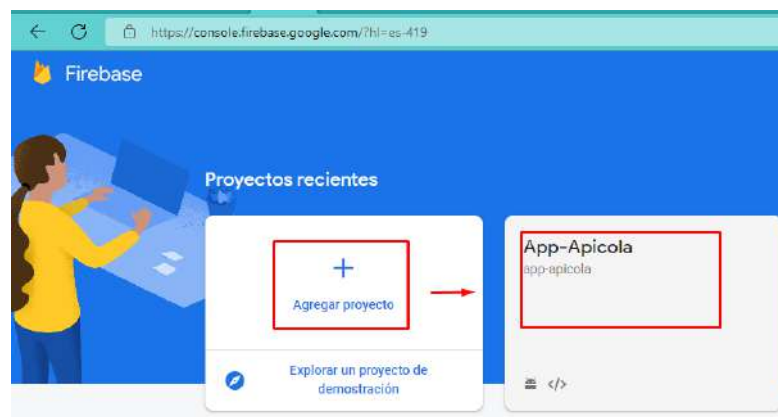 https://console.firebase.google.com/?hl=es-419
Firebase
Proyectos recientes
Agregar proyecto
Explorar un proyecto de
demostración
App-Apicola
app-apicola